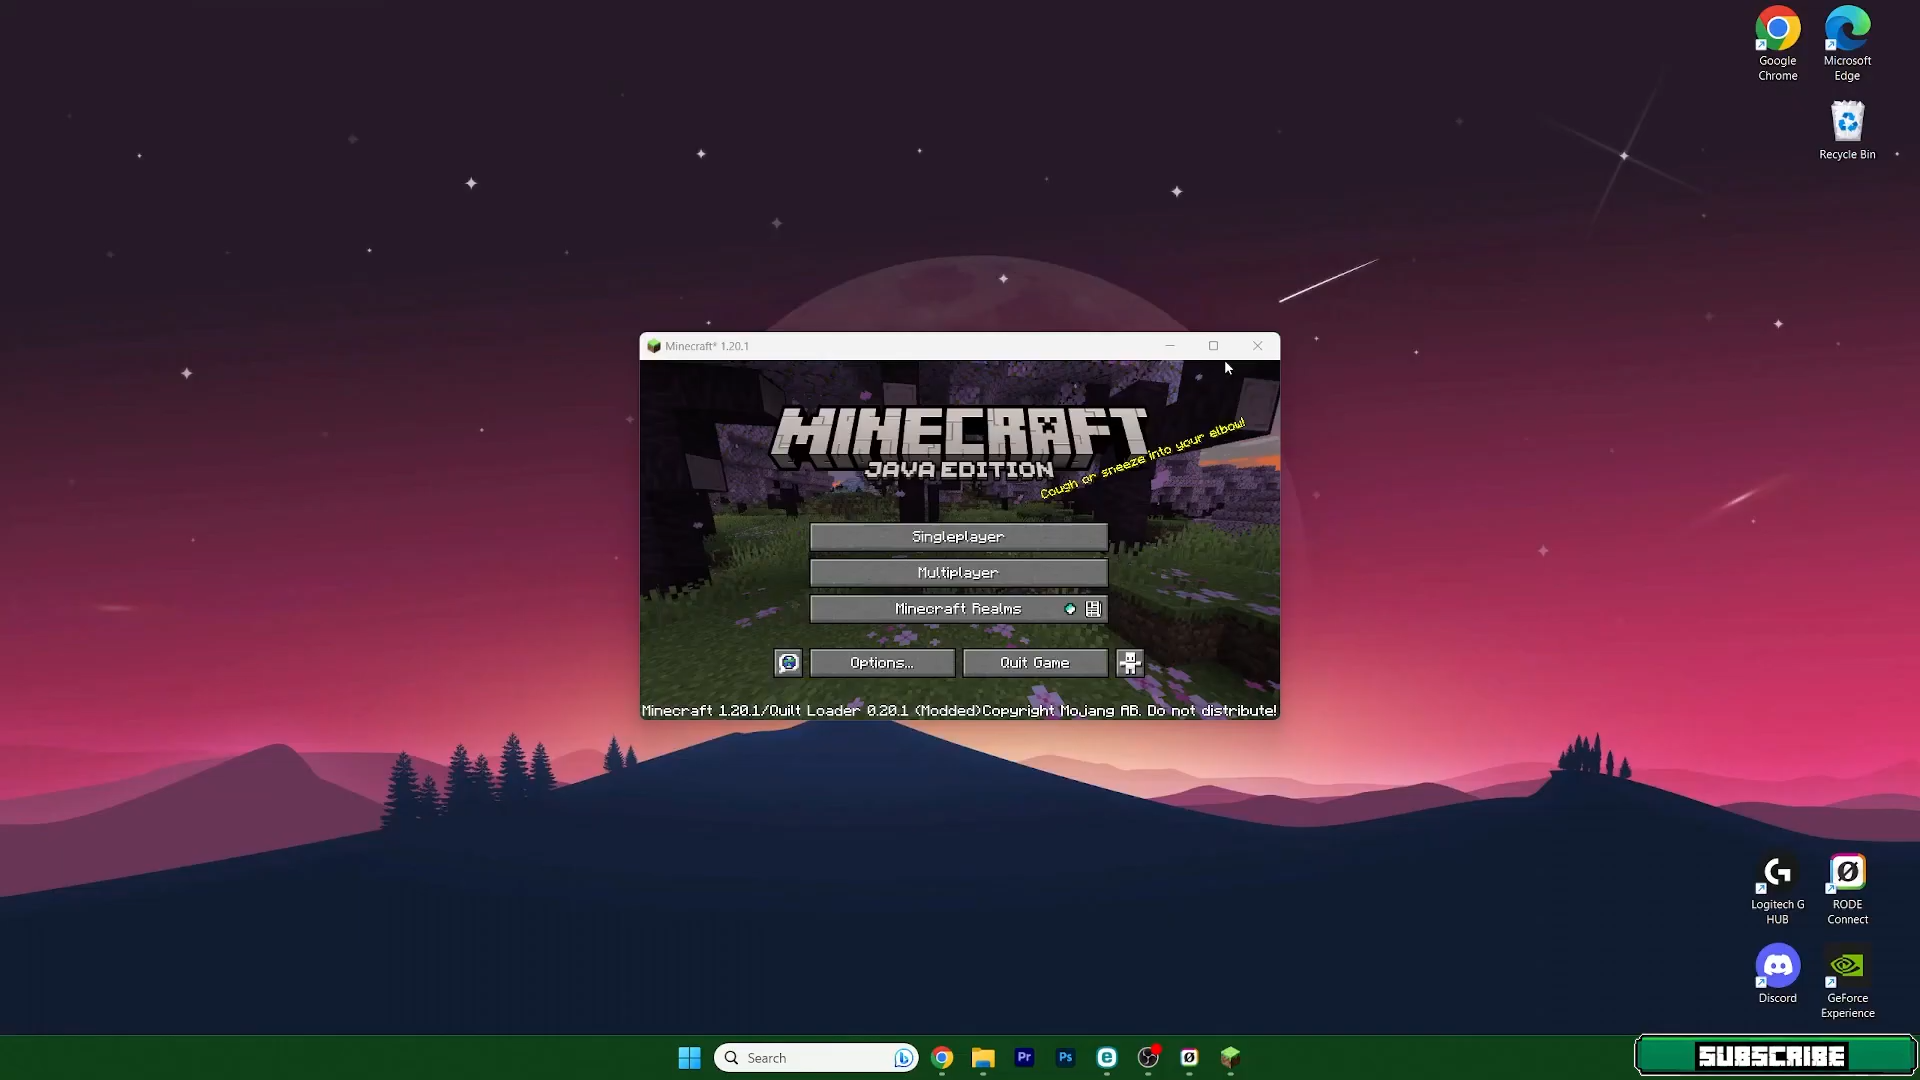 Google
Chrome
Microsoft
Edge
Recycle Bin
Minecraft* 1.20.1
MINECRAFT
JAVA EDITION
Cough or sneeze into your elbow!
Singleplayer
Multiplayer
Minecraft Realms
Options...
Quit Game
Minecraft 1.20.1/Quilt Loader 0.20.1 (Modded)
Copyright Mojang AB. Do not distribute!
Logitech G
HUB
RODE
Connect
Discord
GeForce
Experience
Search
Pr
Ps
SUBSCRIBE